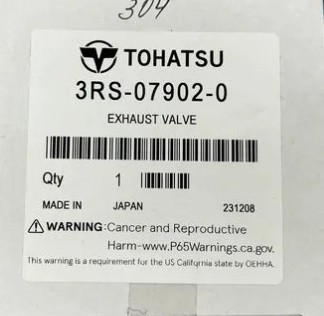 304
TOHATSU
3RS-07902-0
EXHAUST VALVE
Qty 1
MADE IN JAPAN 231208
WARNING:Cancer and Reproductive
Harm-www.P65Warnings.ca.gov.
This warning is a requirement for the US California state by OEHHA.